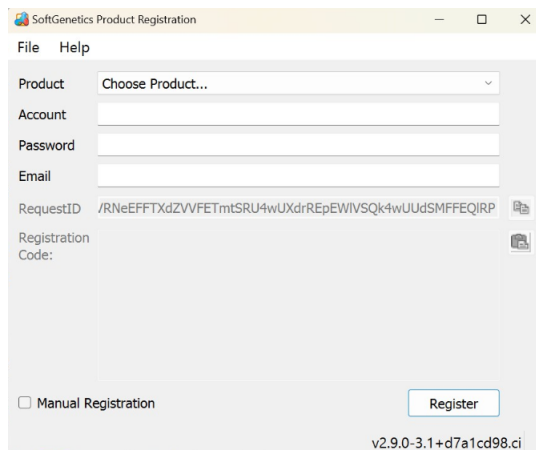 SoftGenetics Product Registration
File Help
Product Choose Product...
Account
Password
Email
RequestID /RNeEFFTXdZVVFETmtSRU4wUXdrREpEWlVSQk4wUUdSMFFEQlRP
Registration
Code:
Manual Registration Register
v2.9.0-3.1+d7a1cd98.ci